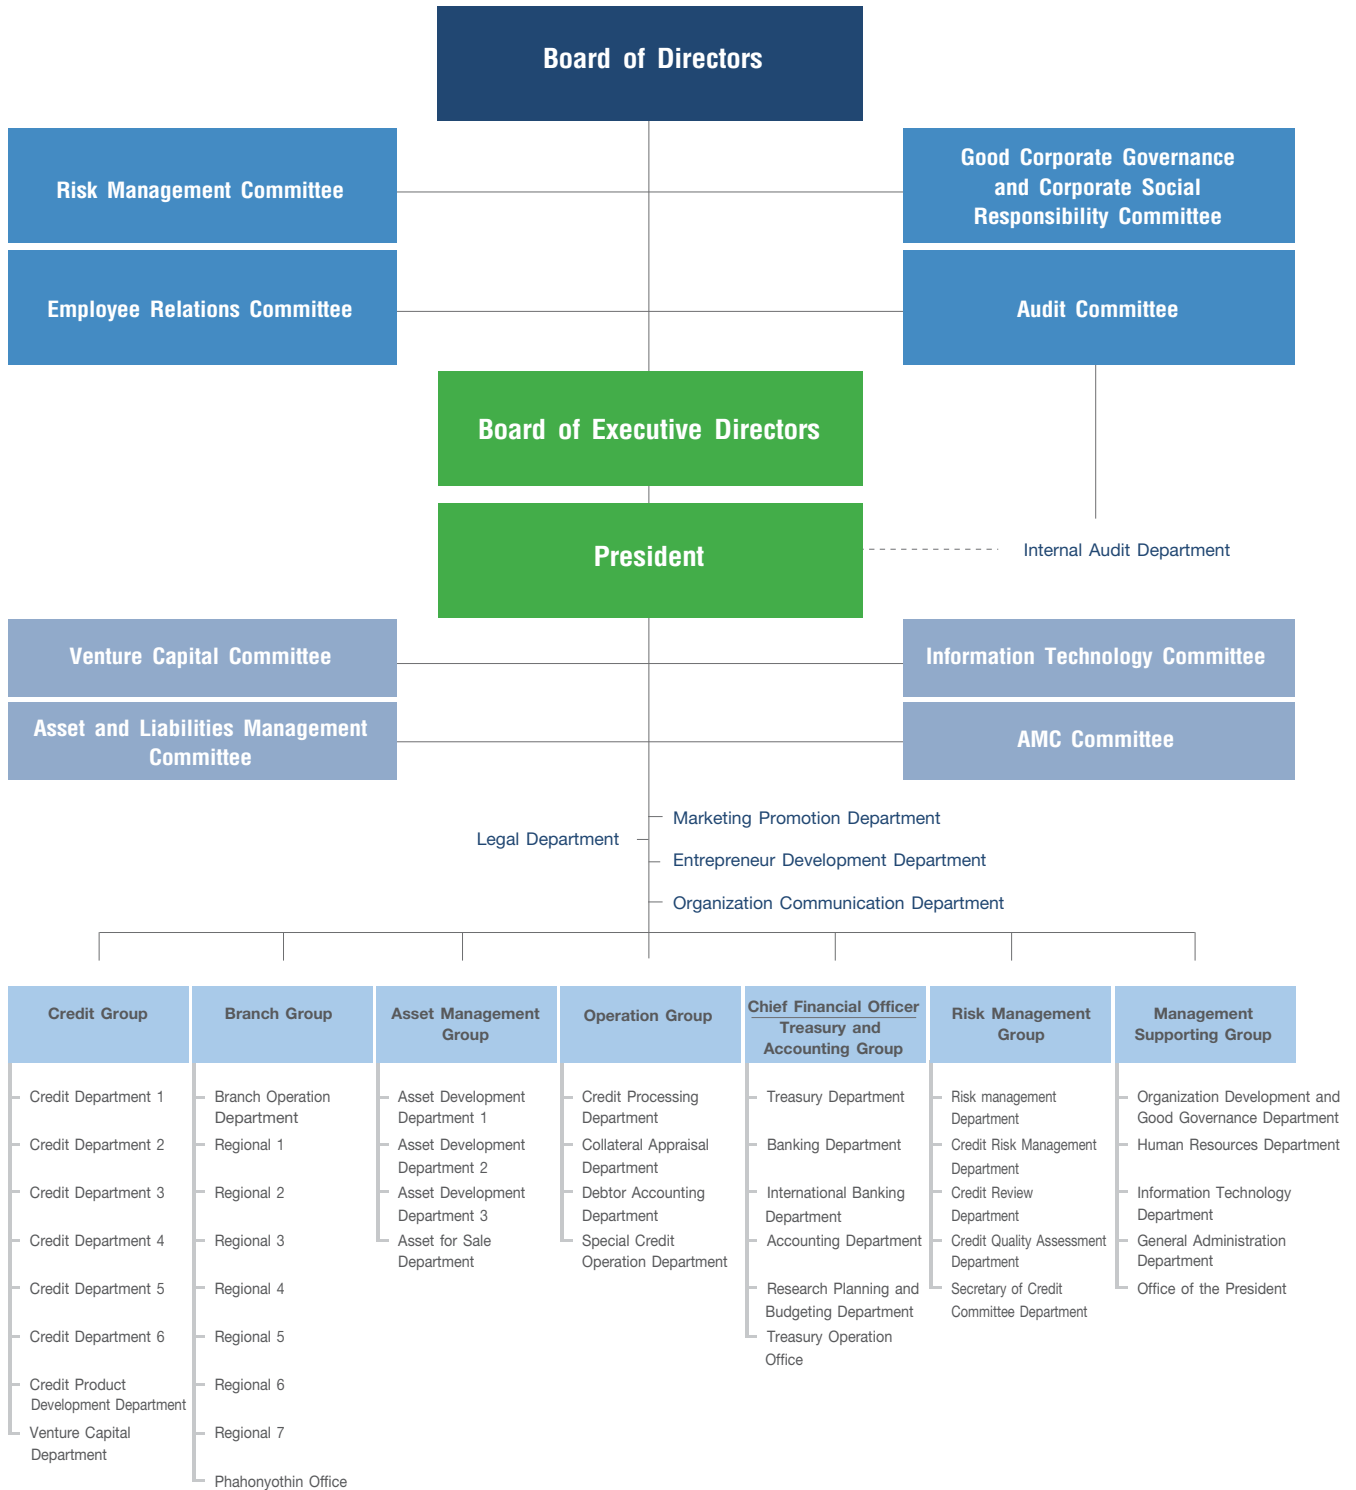 Board of Directors
Risk Management Committee
Good Corporate Governance
and Corporate Social
Responsibility Committee
Employee Relations Committee
Audit Committee
Board of Executive Directors
President
Internal Audit Department
Venture Capital Committee
Information Technology Committee
Asset and Liabilities Management
Committee
AMC Committee
Marketing Promotion Department
Legal Department
Entrepreneur Development Department
Organization Communication Department
Credit Group
Credit Department 1
Credit Department 2
Credit Department 3
Credit Department 4
Credit Department 5
Credit Department 6
Credit Product
Development Department
Venture Capital
Department
Branch Group
Branch Operation
Department
Regional 1
Regional 2
Regional 3
Regional 4
Regional 5
Regional 6
Regional 7
Phahonyothin Office
Asset Management
Group
Asset Development
Department 1
Asset Development
Department 2
Asset Development
Department 3
Asset for Sale
Department
Operation Group
Credit Processing
Department
Collateral Appraisal
Department
Debtor Accounting
Department
Special Credit
Operation Department
Chief Financial Officer
Treasury and
Accounting Group
Treasury Department
Banking Department
International Banking
Department
Accounting Department
Research Planning and
Budgeting Department
Treasury Operation
Office
Risk Management
Group
Risk management
Department
Credit Risk Management
Department
Credit Review
Department
Credit Quality Assessment
Department
Secretary of Credit
Committee Department
Management
Supporting Group
Organization Development and
Good Governance Department
Human Resources Department
Information Technology
Department
General Administration
Department
Office of the President